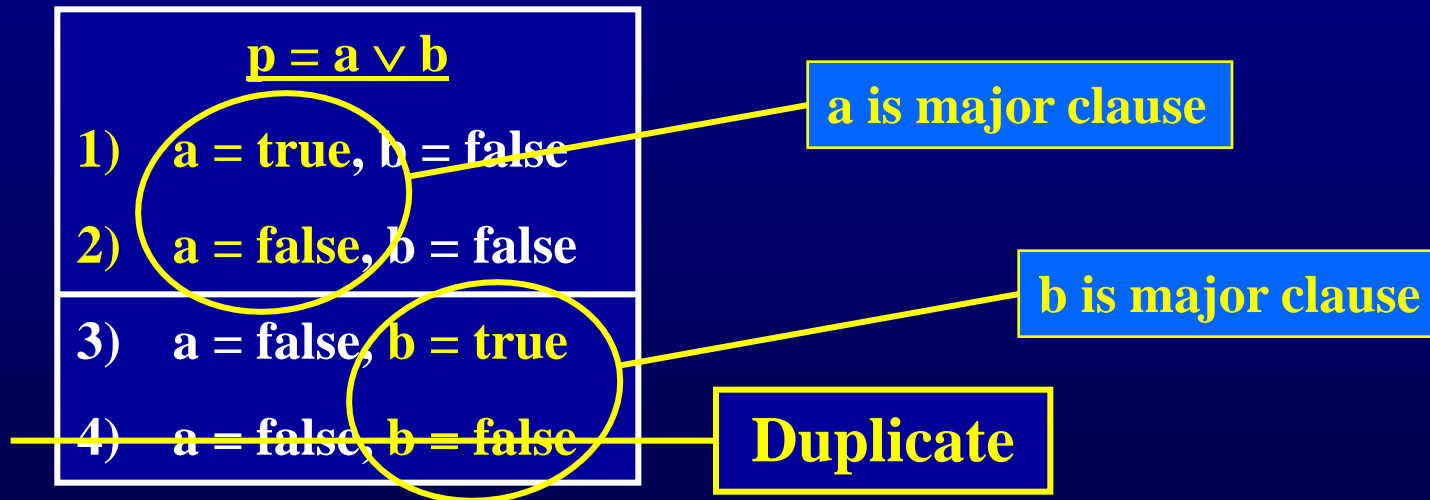 p = a ∨ b
a is major clause
1) a = true, b = false
2) a = false, b = false
b is major clause
3) a = false, b = true
4) a = false, b = false
Duplicate